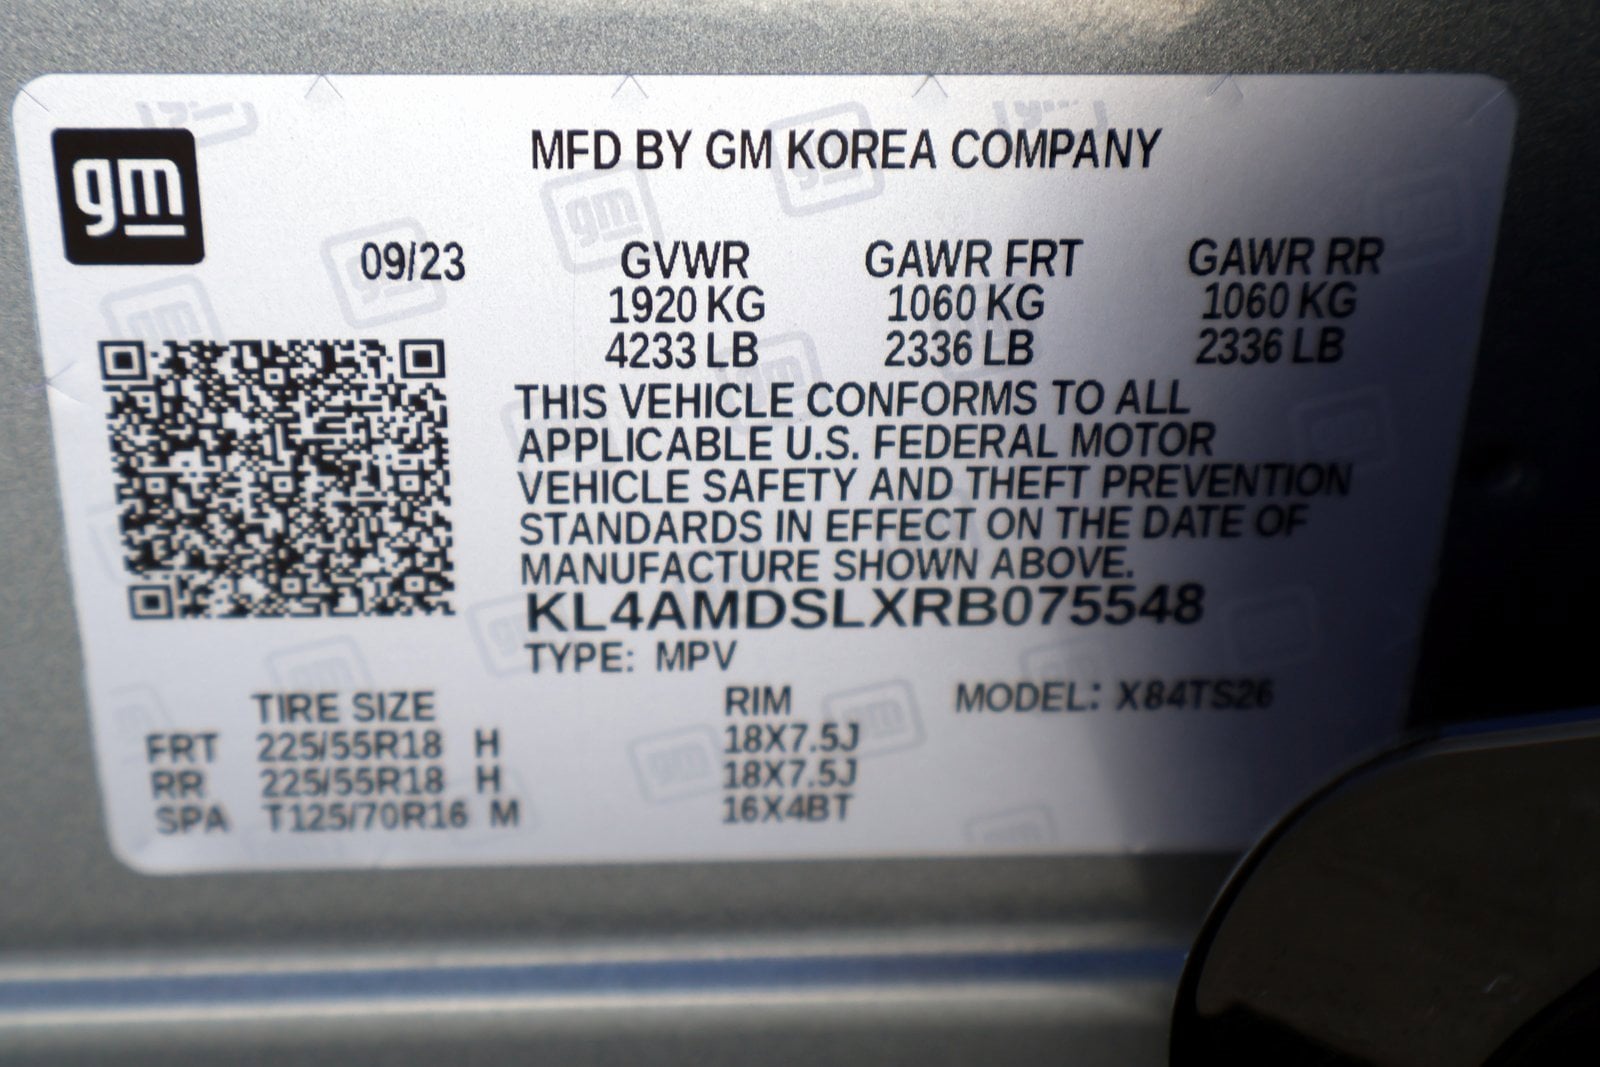 gm
MFD BY GM KOREA COMPANY
09/23 GVWR GAWR FRT GAWR RR
1920 KG 1060 KG 1060 KG
4233 LB 2336 LB 2336 LB
THIS VEHICLE CONFORMS TO ALL
APPLICABLE U.S. FEDERAL MOTOR
VEHICLE SAFETY AND THEFT PREVENTION
STANDARDS IN EFFECT ON THE DATE OF
MANUFACTURE SHOWN ABOVE.
KL4AMDSLXRB075548
TYPE: MPV
TIRE SIZE RIM MODEL: X84TS26
FRT 225/55R18 H 18X7.5J
RR 225/55R18 H 18X7.5J
SPA T125/70R16 M 16X4BT